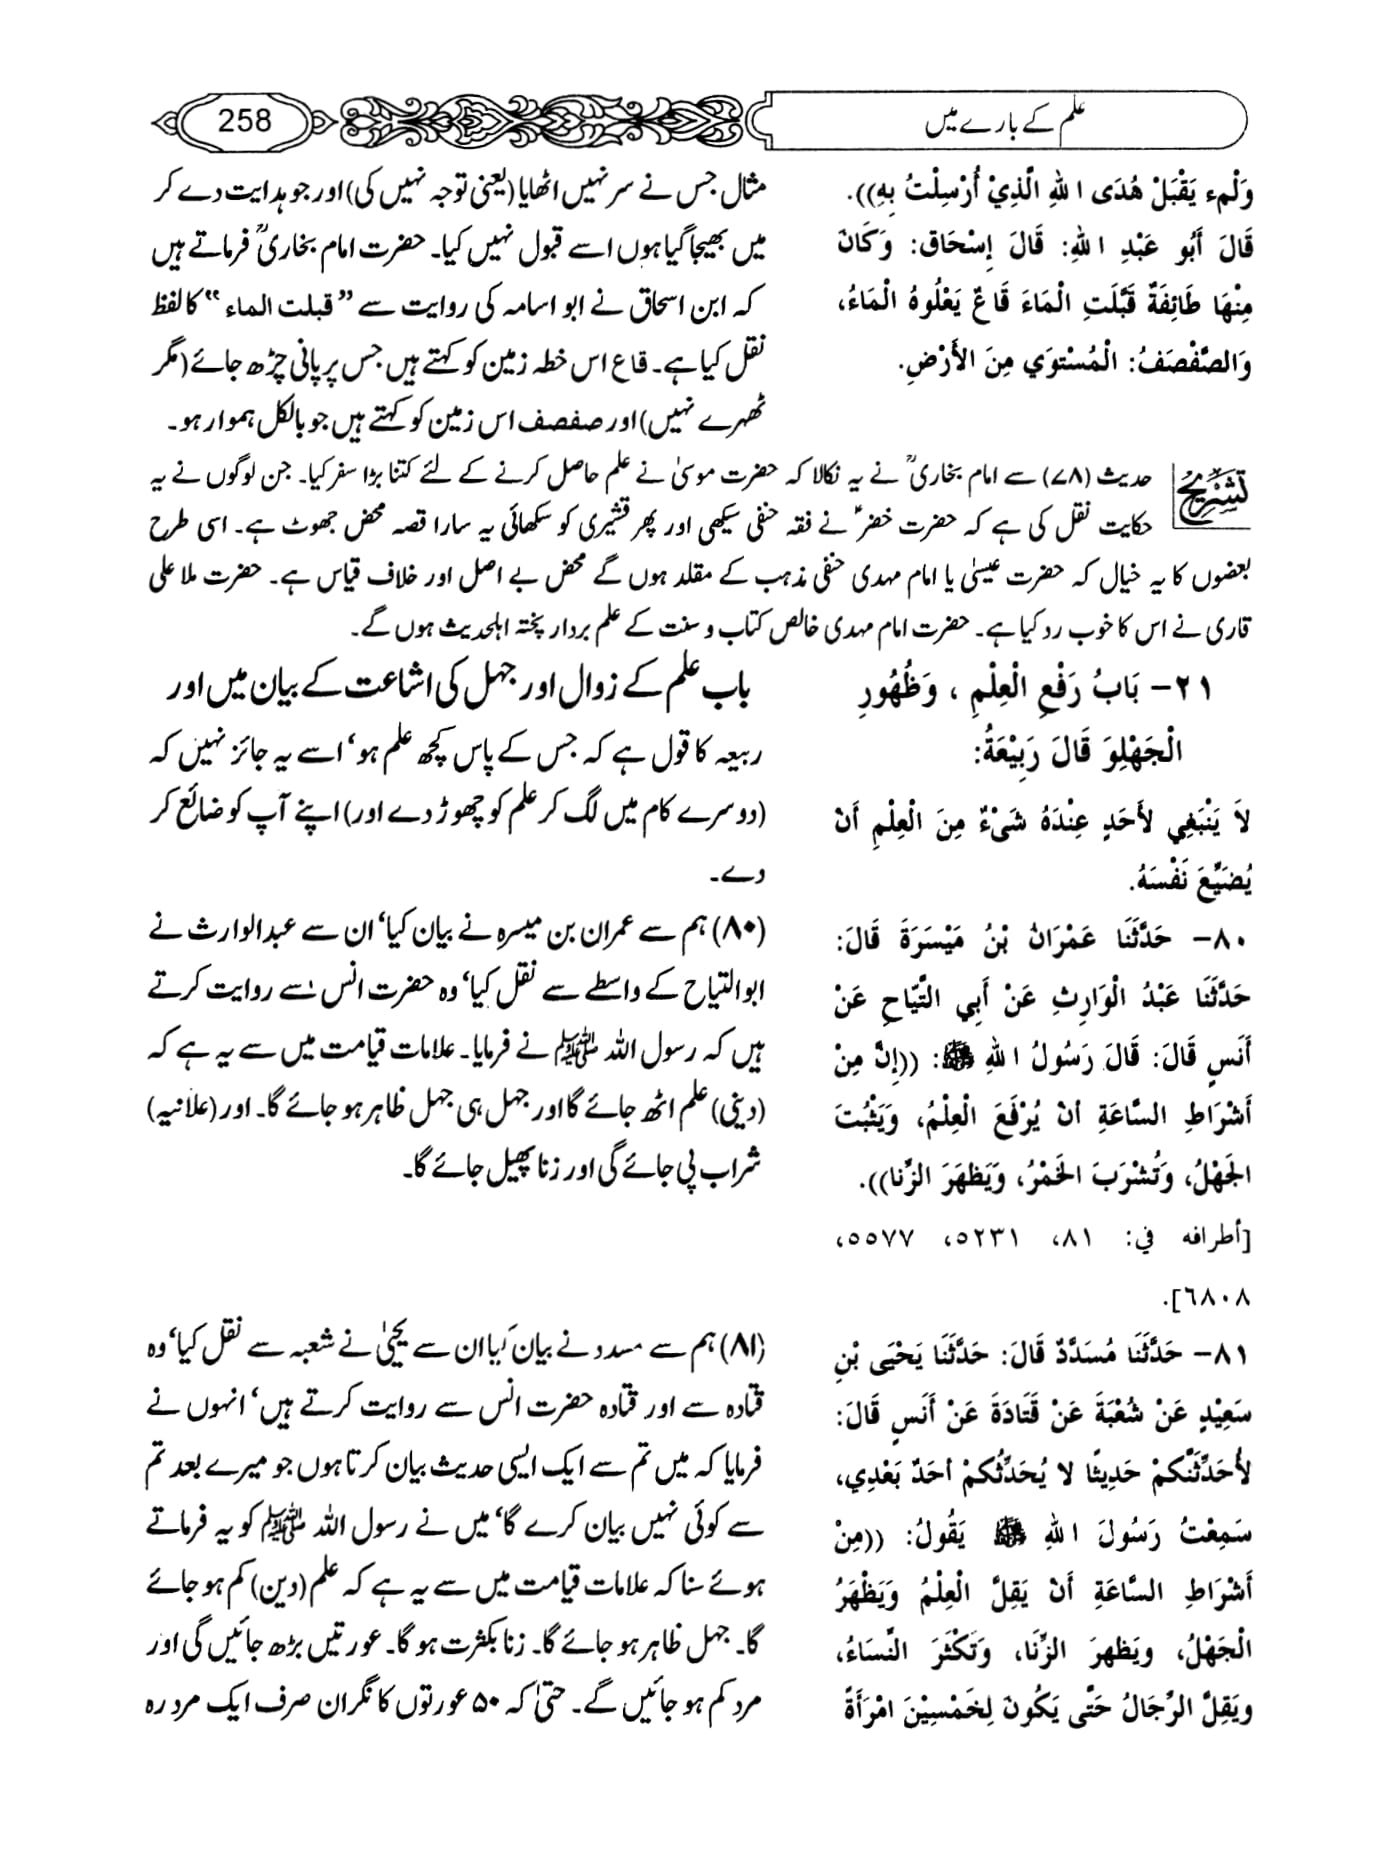 علم کے بارے میں
258
وَلَمْء يَقْبَلْ هُدَى اللهِ الَّذِيْ أُرْسِلْتُ بِهِ)).
قَالَ أَبُو عَبْدِ اللهِ: قَالَ إِسْحَاق: وَكَانَ
مِنْهَا طَائِفَةٌ قَبَّلَتِ الْمَاءَ قَاعٌ يَعْلُوهُ الْمَاءُ،
وَالصَّفْصَفُ: الْمُسْتَوي مِنَ الأَرْضِ.
مثال جس نے سر نہیں اٹھایا (یعنی توجہ نہیں کی) اور جو ہدایت دے کر
میں بھیجا گیا ہوں اسے قبول نہیں کیا۔ حضرت امام بخاریؒ فرماتے ہیں
کہ ابن اسحاق نے ابو اسامہ کی روایت سے “قبلت الماء” کا لفظ
نقل کیا ہے۔ قاع اس خطہ زمین کو کہتے ہیں جس پر پانی چڑھ جائے (مگر
ٹھہرے نہیں) اور صفصف اس زمین کو کہتے ہیں جو بالکل ہموار ہو۔
تشریح
حدیث (۷۸) سے امام بخاریؒ نے یہ نکالا کہ حضرت موسیٰ نے علم حاصل کرنے کے لئے کتنا بڑا سفر کیا۔ جن لوگوں نے یہ
حکایت نقل کی ہے کہ حضرت خضرؑ نے فقہ حنفی سیکھی اور پھر قشیری کو سکھائی یہ سارا قصہ محض جھوٹ ہے۔ اسی طرح
بعضوں کا یہ خیال کہ حضرت عیسیٰ یا امام مہدی حنفی مذہب کے مقلد ہوں گے محض بے اصل اور خلاف قیاس ہے۔ حضرت ملا علی
قاری نے اس کا خوب رد کیا ہے۔ حضرت امام مہدی خالص کتاب و سنت کے علم بردار پختہ اہلحدیث ہوں گے۔
٢١- بَابُ رَفْعِ الْعِلْمِ ، وَظُهُورِ
الْجَهْلِوَ قَالَ رَبِيْعَةُ:
لاَ يَنْبَغِي لأَحَدٍ عِنْدَهُ شَيْءٌ مِنَ الْعِلْمِ أَنْ
يُضَيِّعَ نَفْسَهُ.
باب علم کے زوال اور جہل کی اشاعت کے بیان میں اور
ربیعہ کا قول ہے کہ جس کے پاس کچھ علم ہو‘ اسے یہ جائز نہیں کہ
(دوسرے کام میں لگ کر علم کو چھوڑ دے اور) اپنے آپ کو ضائع کر
دے۔
٨٠- حَدَّثَنَا عَمْرَانُ بْنُ مَيْسَرَةَ قَالَ:
حَدَّثَنَا عَبْدُ الْوَارِثِ عَنْ أَبِي التَّيَّاحِ عَنْ
أَنَسٍ قَالَ: قَالَ رَسُولُ اللهِ ﷺ: ((إِنَّ مِنْ
أَشْرَاطِ السَّاعَةِ أنْ يُرْفَعَ الْعِلْمُ، وَيَثْبُتَ
الجَهْلُ، وَتُشْرَبَ الخَمْرُ، وَيَظهَرَ الزِّنا)).
[أطرافه في: ٨١، ٥٢٣١، ٥٥٧٧،
٦٨٠٨].
(۸۰) ہم سے عمران بن میسرہ نے بیان کیا‘ ان سے عبدالوارث نے
ابو التیاح کے واسطے سے نقل کیا‘ وہ حضرت انس سے روایت کرتے
ہیں کہ رسول اللہ ﷺ نے فرمایا۔ علامات قیامت میں سے یہ ہے کہ
(دینی) علم اٹھ جائے گا اور جہل ہی جہل ظاہر ہو جائے گا۔ اور (علانیہ)
شراب پی جائے گی اور زنا پھیل جائے گا۔
٨١- حَدَّثَنَا مُسَدَّدٌ قَالَ: حَدَّثَنَا يَحْيَى بْنِ
سَعِيْدٍ عَنْ شُعْبَةَ عَنْ قَتَادَةَ عَنْ أَنَسٍ قَالَ:
لأُحَدِّثَنَّكمْ حَدِيثًا لا يُحَدِّثُكمْ أحَدٌ بَعْدِي،
سَمِعْتُ رَسُولَ اللهِ ﷺ يَقُولُ: ((مِنْ
أَشْرَاطِ السَّاعَةِ أَنْ يَقِلَّ الْعِلْمُ وَيَظْهَرُ
الْجَهْلُ، ويَظهرَ الزِّنَا، وَتَكْثَرَ النِّسَاءُ،
ويَقِلَّ الرِّجَالُ حَتَّى يَكُونَ لِخَمْسِيْنَ امْرَأَةً
(۸۱) ہم سے مسدد نے بیان کیا ان سے یحییٰ نے شعبہ سے نقل کیا‘ وہ
قتادہ سے اور قتادہ حضرت انس سے روایت کرتے ہیں‘ انہوں نے
فرمایا کہ میں تم سے ایک ایسی حدیث بیان کرتا ہوں جو میرے بعد تم
سے کوئی نہیں بیان کرے گا‘ میں نے رسول اللہ ﷺ کو یہ فرماتے
ہوئے سنا کہ علامات قیامت میں سے یہ ہے کہ علم (دین) کم ہو جائے
گا۔ جہل ظاہر ہو جائے گا۔ زنا بکثرت ہو گا۔ عورتیں بڑھ جائیں گی اور
مرد کم ہو جائیں گے۔ حتیٰ کہ ۵۰ عورتوں کا نگران صرف ایک مرد رہ